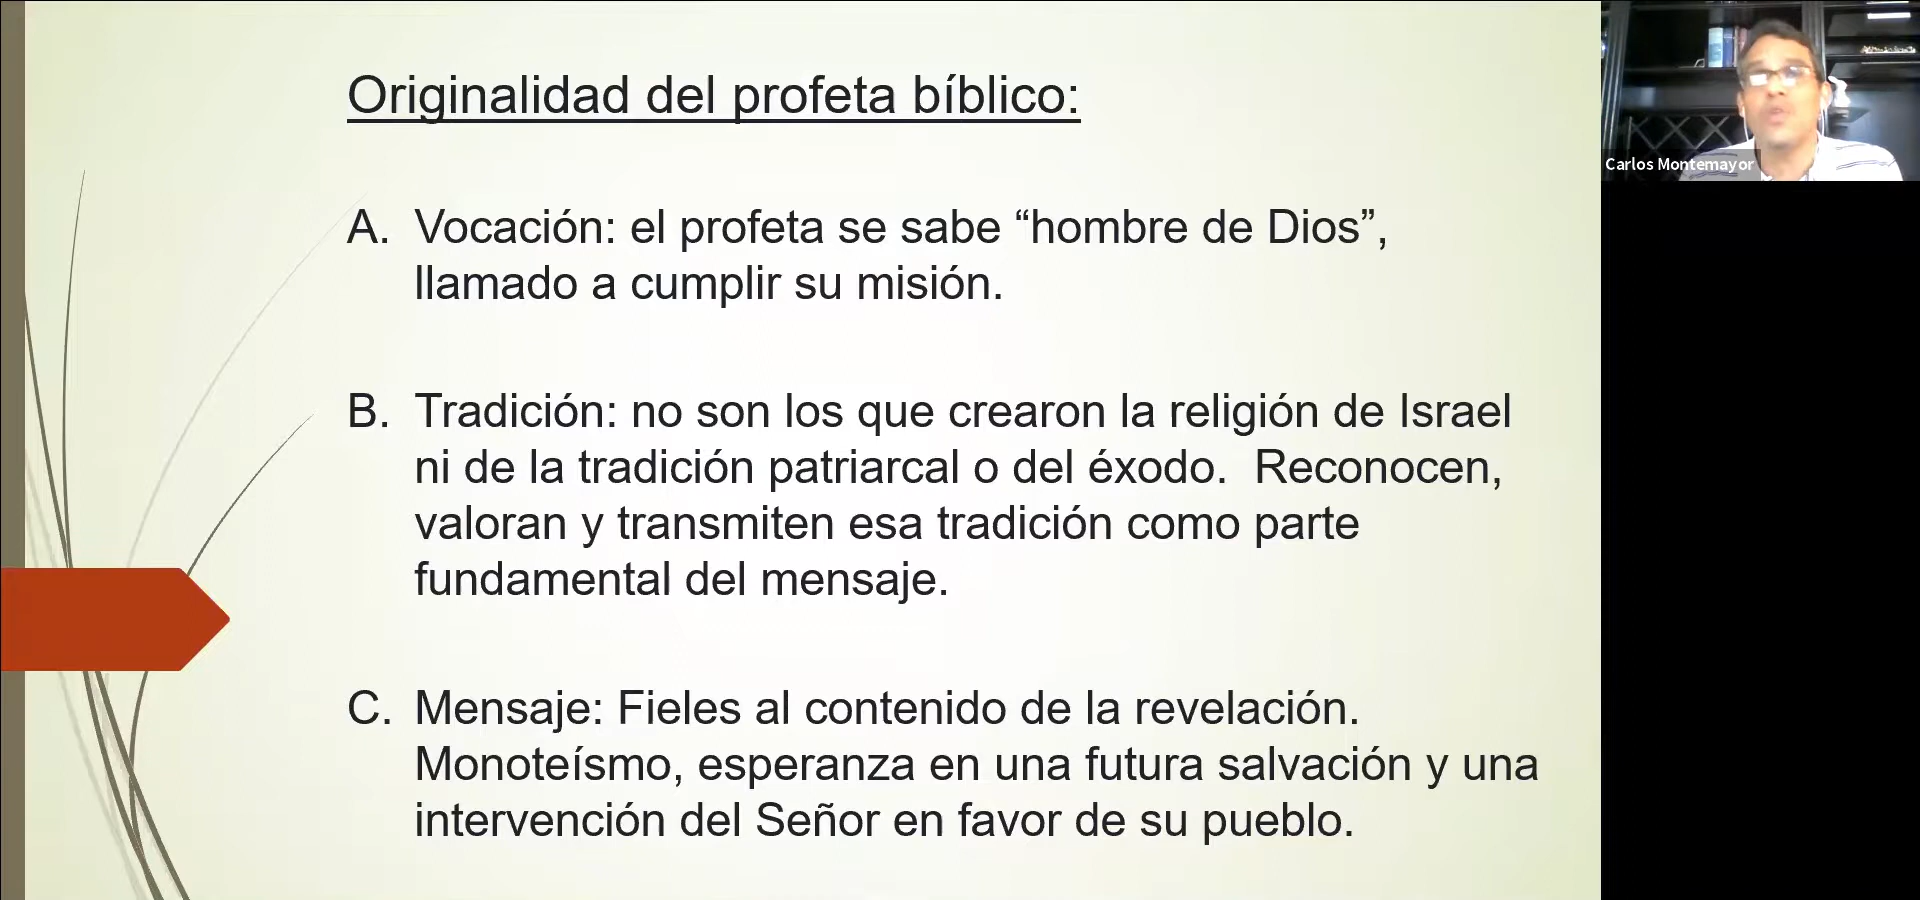 Originalidad del profeta bíblico:
A. Vocación: el profeta se sabe “hombre de Dios”,
llamado a cumplir su misión.
B. Tradición: no son los que crearon la religión de Israel
ni de la tradición patriarcal o del éxodo. Reconocen,
valoran y transmiten esa tradición como parte
fundamental del mensaje.
C. Mensaje: Fieles al contenido de la revelación.
Monoteísmo, esperanza en una futura salvación y una
intervención del Señor en favor de su pueblo.
Carlos Montemayor